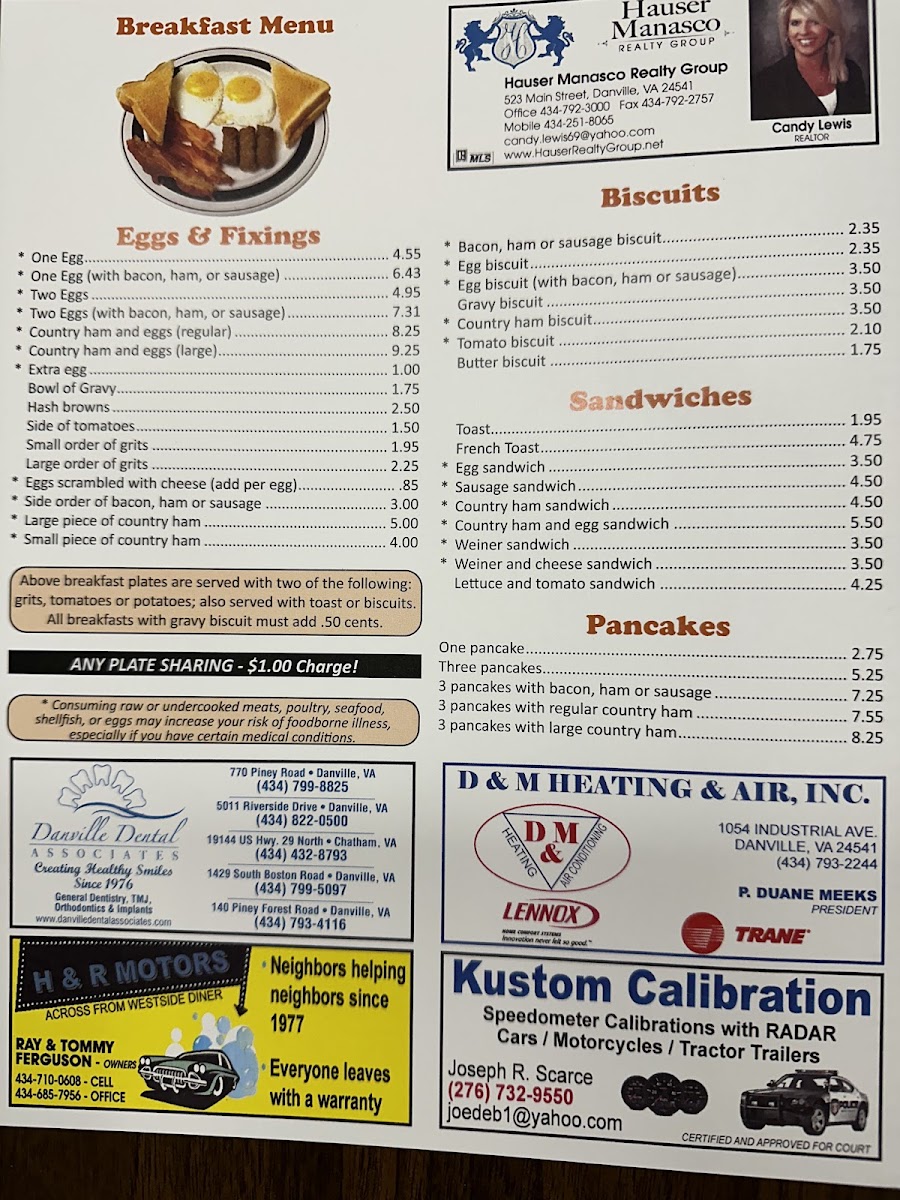 Breakfast Menu
Eggs & Fixings
* One Egg 4.55
* One Egg (with bacon, ham, or sausage) 6.43
* Two Eggs 4.95
* Two Eggs (with bacon, ham, or sausage) 7.31
* Country ham and eggs (regular) 8.25
* Country ham and eggs (large) 9.25
* Extra egg 1.00
Bowl of Gravy 1.75
Hash browns 2.50
Side of tomatoes 1.50
Small order of grits 1.95
Large order of grits 2.25
* Eggs scrambled with cheese (add per egg) .85
* Side order of bacon, ham or sausage 3.00
* Large piece of country ham 5.00
* Small piece of country ham 4.00
Above breakfast plates are served with two of the following:
grits, tomatoes or potatoes; also served with toast or biscuits.
All breakfasts with gravy biscuit must add .50 cents.
ANY PLATE SHARING - $1.00 Charge!
* Consuming raw or undercooked meats, poultry, seafood,
shellfish, or eggs may increase your risk of foodborne illness,
especially if you have certain medical conditions.
Danville Dental
ASSOCIATES
Creating Healthy Smiles
Since 1976
General Dentistry, TMJ,
Orthodontics & Implants
www.danvilledentalassociates.com
770 Piney Road • Danville, VA
(434) 799-8825
5011 Riverside Drive • Danville, VA
(434) 822-0500
19144 US Hwy. 29 North • Chatham, VA
(434) 432-8793
1429 South Boston Road • Danville, VA
(434) 799-5097
140 Piney Forest Road • Danville, VA
(434) 793-4116
H & R MOTORS
ACROSS FROM WESTSIDE DINER
RAY & TOMMY
FERGUSON - OWNERS
434-710-0608 - CELL
434-685-7956 - OFFICE
• Neighbors helping
neighbors since
1977
• Everyone leaves
with a warranty
Hauser
Manasco
REALTY GROUP
Hauser Manasco Realty Group
523 Main Street, Danville, VA 24541
Office 434-792-3000 Fax 434-792-2757
Mobile 434-251-8065
candy.lewis69@yahoo.com
www.HauserRealtyGroup.net
MLS
Candy Lewis
REALTOR
Biscuits
* Bacon, ham or sausage biscuit 2.35
* Egg biscuit 2.35
* Egg biscuit (with bacon, ham or sausage) 3.50
Gravy biscuit 3.50
* Country ham biscuit 3.50
* Tomato biscuit 2.10
Butter biscuit 1.75
Sandwiches
Toast 1.95
French Toast 4.75
* Egg sandwich 3.50
* Sausage sandwich 4.50
* Country ham sandwich 4.50
* Country ham and egg sandwich 5.50
* Weiner sandwich 3.50
* Weiner and cheese sandwich 3.50
Lettuce and tomato sandwich 4.25
Pancakes
One pancake 2.75
Three pancakes 5.25
3 pancakes with bacon, ham or sausage 7.25
3 pancakes with regular country ham 7.55
3 pancakes with large country ham 8.25
D & M HEATING & AIR, INC.
D M
&
HEATING
AIR CONDITIONING
LENNOX
HOME COMFORT SYSTEMS
Innovation never felt so good.™
1054 INDUSTRIAL AVE.
DANVILLE, VA 24541
(434) 793-2244
P. DUANE MEEKS
PRESIDENT
TRANE
Kustom Calibration
Speedometer Calibrations with RADAR
Cars / Motorcycles / Tractor Trailers
Joseph R. Scarce
(276) 732-9550
joedeb1@yahoo.com
POLICE
CERTIFIED AND APPROVED FOR COURT